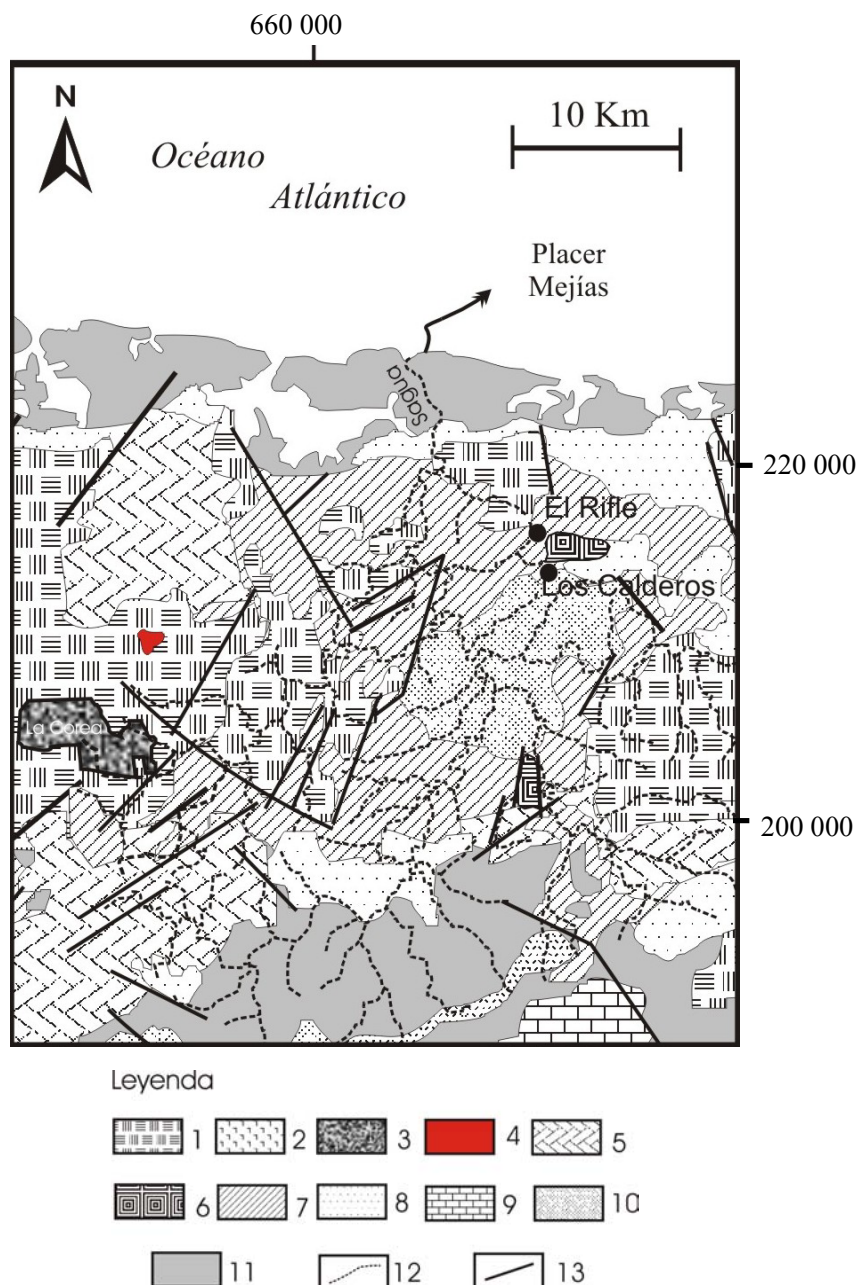 660 000
N
10 Km
Océano
Atlántico
Placer
Mejías
Sagua
220 000
El Rifle
Los Calderos
La Corea
200 000
Leyenda
1 2 3 4 5
6 7 8 9 10
11 12 13